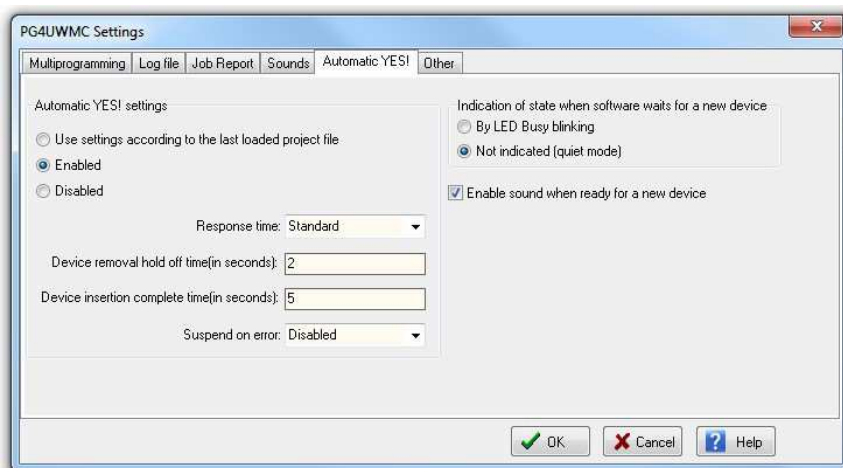 PG4UWMC Settings
Multiprogramming Log file Job Report Sounds Automatic YES! Other
Automatic YES! settings
Use settings according to the last loaded project file
Enabled
Disabled
Response time: Standard
Device removal hold off time(in seconds): 2
Device insertion complete time(in seconds): 5
Suspend on error: Disabled
Indication of state when software waits for a new device
By LED Busy blinking
Not indicated (quiet mode)
Enable sound when ready for a new device
OK Cancel Help